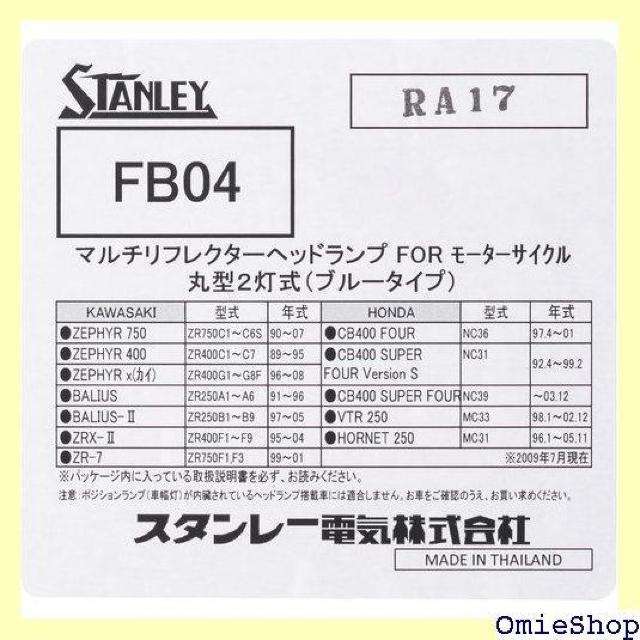 STANLEY
RA17
FB04
マルチリフレクターヘッドランプ FOR モーターサイクル
丸型2灯式(ブルータイプ)
KAWASAKI 型式 年式 HONDA 型式 年式
●ZEPHYR 750 ZR750C1～C6S 90～07 ●CB400 FOUR NC36 97.4～01
●ZEPHYR 400 ZR400C1～C7 89～95 ●CB400 SUPER NC31 92.4～99.2
●ZEPHYR x(カイ) ZR400G1～G8F 96～08 FOUR Version S
●BALIUS ZR250A1～A6 91～96 ●CB400 SUPER FOUR NC39 ～03.12
●BALIUS-Ⅱ ZR250B1～B9 97～05 ●VTR 250 MC33 98.1～02.12
●ZRX-Ⅱ ZR400F1～F9 95～04 ●HORNET 250 MC31 96.1～05.11
●ZR-7 ZR750F1,F3 99～01 ※2009年7月現在
※パッケージ内に入っている取扱説明書を必ず、お読みください。
注意:ポジションランプ(車幅灯)が内臓されているヘッドランプ搭載車には適合しません。お車をご確認のうえ、お買い求めください。
スタンレー電気株式会社
MADE IN THAILAND
OmieShop